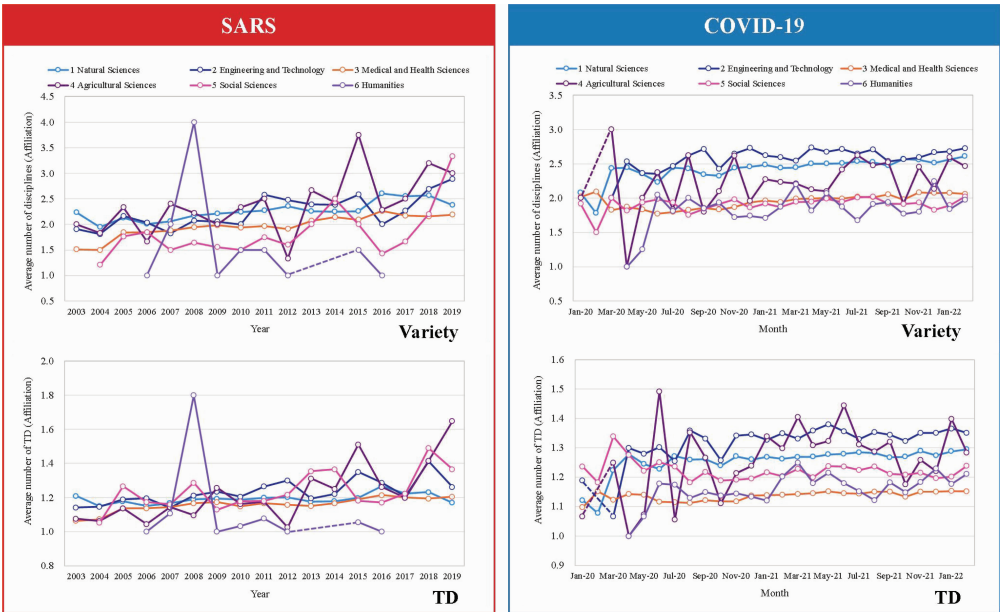 SARS
1 Natural Sciences 2 Engineering and Technology 3 Medical and Health Sciences
4 Agricultural Sciences 5 Social Sciences 6 Humanities
Average number of disciplines (Affiliation)
4.5
4.0
3.5
3.0
2.5
2.0
1.5
1.0
0.5
2003 2004 2005 2006 2007 2008 2009 2010 2011 2012 2013 2014 2015 2016 2017 2018 2019
Year
Variety
Average number of TD (Affiliation)
2.0
1.8
1.6
1.4
1.2
1.0
0.8
2003 2004 2005 2006 2007 2008 2009 2010 2011 2012 2013 2014 2015 2016 2017 2018 2019
Year
TD
COVID-19
1 Natural Sciences 2 Engineering and Technology 3 Medical and Health Sciences
4 Agricultural Sciences 5 Social Sciences 6 Humanities
Average number of disciplines (Affiliation)
3.5
3.0
2.5
2.0
1.5
1.0
0.5
Jan-20 Mar-20 May-20 Jul-20 Sep-20 Nov-20 Jan-21 Mar-21 May-21 Jul-21 Sep-21 Nov-21 Jan-22
Month
Variety
Average number of TD (Affiliation)
1.6
1.5
1.4
1.3
1.2
1.1
1.0
0.9
Jan-20 Mar-20 May-20 Jul-20 Sep-20 Nov-20 Jan-21 Mar-21 May-21 Jul-21 Sep-21 Nov-21 Jan-22
Month
TD